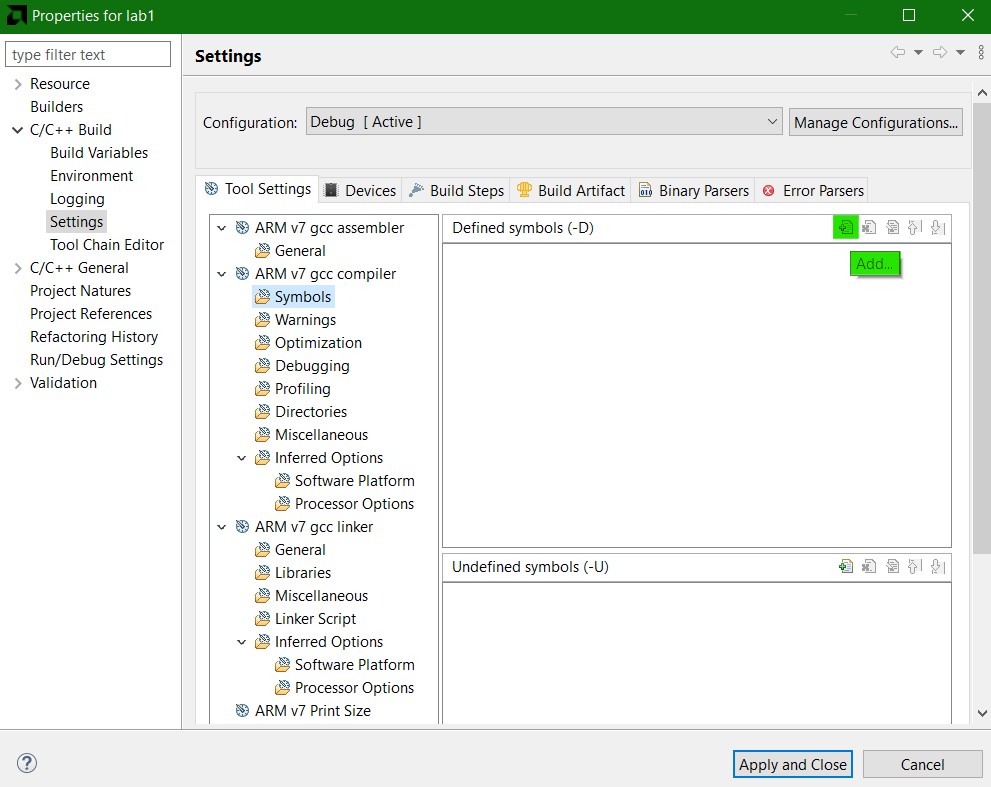 Properties for lab1
type filter text
Resource
Builders
C/C++ Build
Build Variables
Environment
Logging
Settings
Tool Chain Editor
C/C++ General
Project Natures
Project References
Refactoring History
Run/Debug Settings
Validation
Settings
Configuration: Debug [ Active ] Manage Configurations...
Tool Settings Devices Build Steps Build Artifact Binary Parsers Error Parsers
ARM v7 gcc assembler
General
ARM v7 gcc compiler
Symbols
Warnings
Optimization
Debugging
Profiling
Directories
Miscellaneous
Inferred Options
Software Platform
Processor Options
ARM v7 gcc linker
General
Libraries
Miscellaneous
Linker Script
Inferred Options
Software Platform
Processor Options
ARM v7 Print Size
Defined symbols (-D)
Add...
Undefined symbols (-U)
Apply and Close Cancel